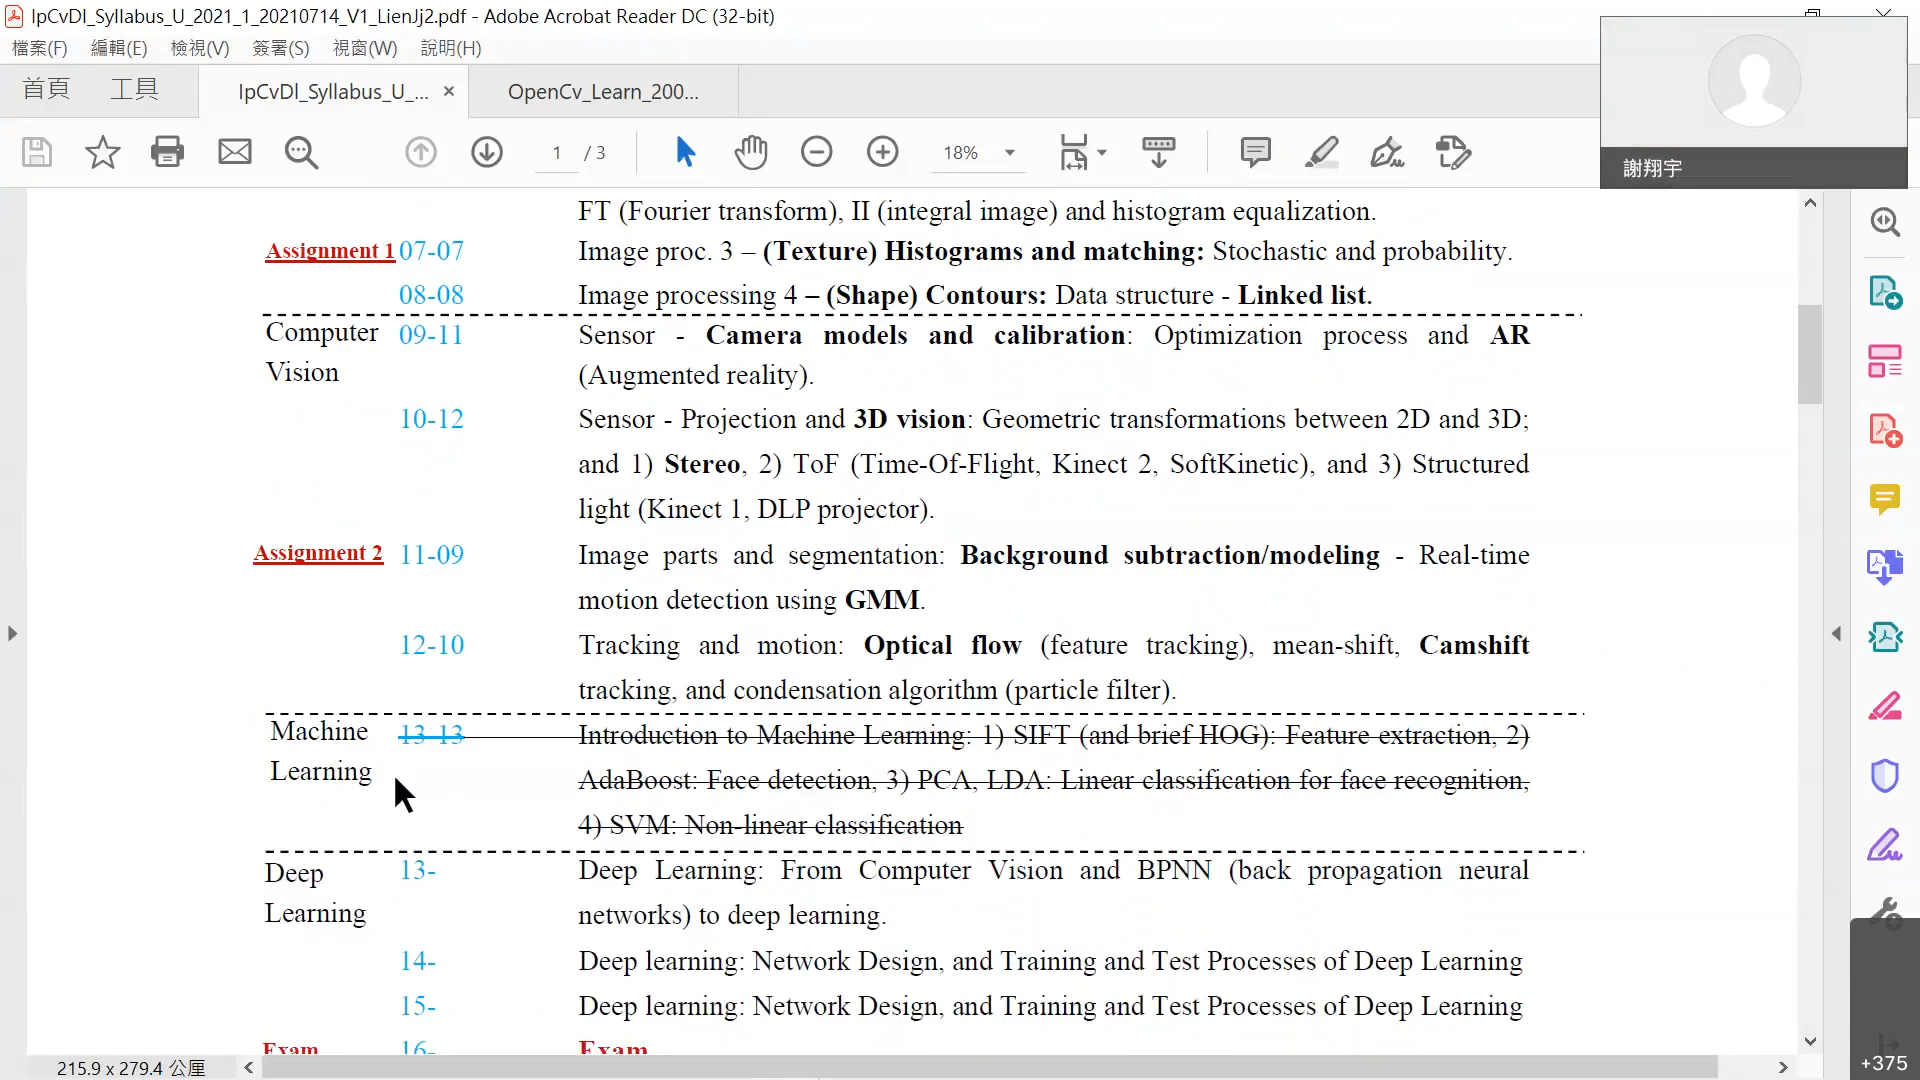 IpCvDl_Syllabus_U_2021_1_20210714_V1_LienJj2.pdf - Adobe Acrobat Reader DC (32-bit)
檔案(F) 編輯(E) 檢視(V) 簽署(S) 視窗(W) 說明(H)
首頁 工具 IpCvDl_Syllabus_U_... × OpenCv_Learn_200...
1 / 3 18%
謝翔宇
FT (Fourier transform), II (integral image) and histogram equalization.
Assignment 1 07-07 Image proc. 3 – (Texture) Histograms and matching: Stochastic and probability.
08-08 Image processing 4 – (Shape) Contours: Data structure - Linked list.
Computer 09-11 Sensor - Camera models and calibration: Optimization process and AR
Vision (Augmented reality).
10-12 Sensor - Projection and 3D vision: Geometric transformations between 2D and 3D;
and 1) Stereo, 2) ToF (Time-Of-Flight, Kinect 2, SoftKinetic), and 3) Structured
light (Kinect 1, DLP projector).
Assignment 2 11-09 Image parts and segmentation: Background subtraction/modeling - Real-time
motion detection using GMM.
12-10 Tracking and motion: Optical flow (feature tracking), mean-shift, Camshift
tracking, and condensation algorithm (particle filter).
Machine 13-13 Introduction to Machine Learning: 1) SIFT (and brief HOG): Feature extraction, 2)
Learning AdaBoost: Face detection, 3) PCA, LDA: Linear classification for face recognition,
4) SVM: Non-linear classification
Deep 13- Deep Learning: From Computer Vision and BPNN (back propagation neural
Learning networks) to deep learning.
14- Deep learning: Network Design, and Training and Test Processes of Deep Learning
15- Deep learning: Network Design, and Training and Test Processes of Deep Learning
Exam 16- Exam
215.9 x 279.4 公厘
+375